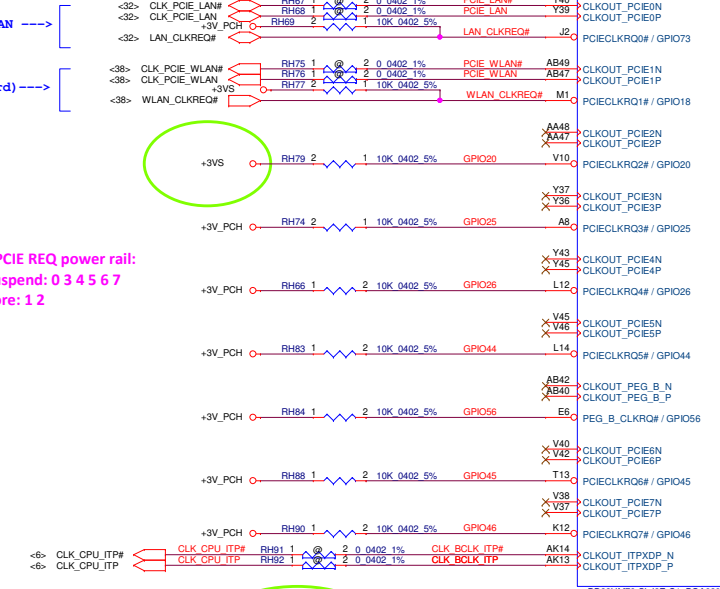 <32> CLK_PCIE_LAN# RH67 1 @ 2 0_0402_1% PCIE_LAN# Y40 CLKOUT_PCIE0N
<32> CLK_PCIE_LAN RH68 1 @ 2 0_0402_1% PCIE_LAN Y39 CLKOUT_PCIE0P
AN ---> +3V_PCH RH69 2 1 10K_0402_5%
<32> LAN_CLKREQ# LAN_CLKREQ# J2 PCIECLKRQ0# / GPIO73
<38> CLK_PCIE_WLAN# RH75 1 @ 2 0_0402_1% PCIE_WLAN# AB49 CLKOUT_PCIE1N
<38> CLK_PCIE_WLAN RH76 1 @ 2 0_0402_1% PCIE_WLAN AB47 CLKOUT_PCIE1P
rd) ---> +3VS RH77 2 1 10K_0402_5%
<38> WLAN_CLKREQ# WLAN_CLKREQ# M1 PCIECLKRQ1# / GPIO18
AA48 CLKOUT_PCIE2N
AA47 CLKOUT_PCIE2P
+3VS RH79 2 1 10K_0402_5% GPIO20 V10 PCIECLKRQ2# / GPIO20
Y37 CLKOUT_PCIE3N
Y36 CLKOUT_PCIE3P
+3V_PCH RH74 2 1 10K_0402_5% GPIO25 A8 PCIECLKRQ3# / GPIO25
PCIE REQ power rail:
spend: 0 3 4 5 6 7
re: 1 2
Y43 CLKOUT_PCIE4N
Y45 CLKOUT_PCIE4P
+3V_PCH RH66 1 2 10K_0402_5% GPIO26 L12 PCIECLKRQ4# / GPIO26
V45 CLKOUT_PCIE5N
V46 CLKOUT_PCIE5P
+3V_PCH RH83 1 2 10K_0402_5% GPIO44 L14 PCIECLKRQ5# / GPIO44
AB42 CLKOUT_PEG_B_N
AB40 CLKOUT_PEG_B_P
+3V_PCH RH84 1 2 10K_0402_5% GPIO56 E6 PEG_B_CLKRQ# / GPIO56
V40 CLKOUT_PCIE6N
V42 CLKOUT_PCIE6P
+3V_PCH RH88 1 2 10K_0402_5% GPIO45 T13 PCIECLKRQ6# / GPIO45
V38 CLKOUT_PCIE7N
V37 CLKOUT_PCIE7P
+3V_PCH RH90 1 2 10K_0402_5% GPIO46 K12 PCIECLKRQ7# / GPIO46
<6> CLK_CPU_ITP# CLK_CPU_ITP# RH91 1 @ 2 0_0402_1% CLK_BCLK_ITP# AK14 CLKOUT_ITPXDP_N
<6> CLK_CPU_ITP CLK_CPU_ITP RH92 1 @ 2 0_0402_1% CLK_BCLK_ITP AK13 CLKOUT_ITPXDP_P